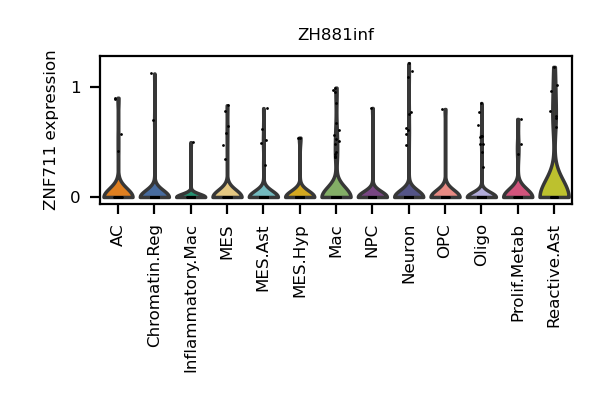 ZH881inf
ZNF711 expression
1
0
AC
Chromatin.Reg
Inflammatory.Mac
MES
MES.Ast
MES.Hyp
Mac
NPC
Neuron
OPC
Oligo
Prolif.Metab
Reactive.Ast